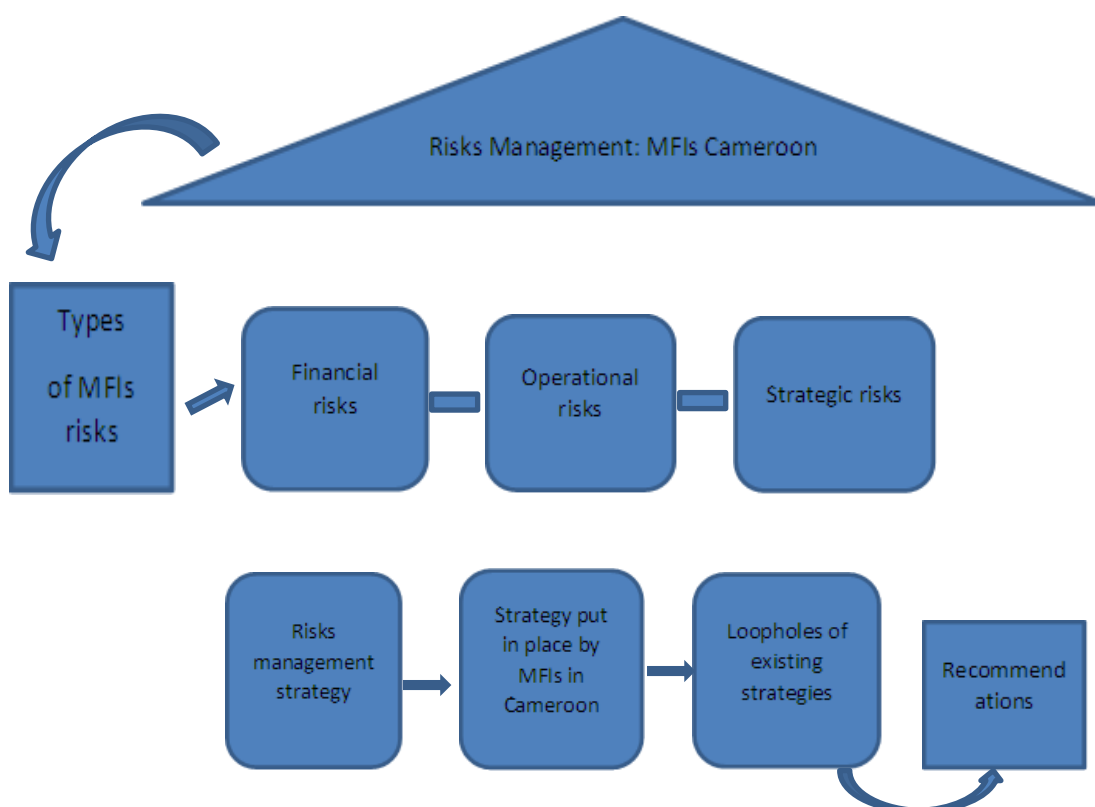 Risks Management: MFIs Cameroon
Types
of MFIs
risks
Financial
risks
Operational
risks
Strategic risks
Risks
management
strategy
Strategy put
in place by
MFIs in
Cameroon
Loopholes of
existing
strategies
Recommend
ations